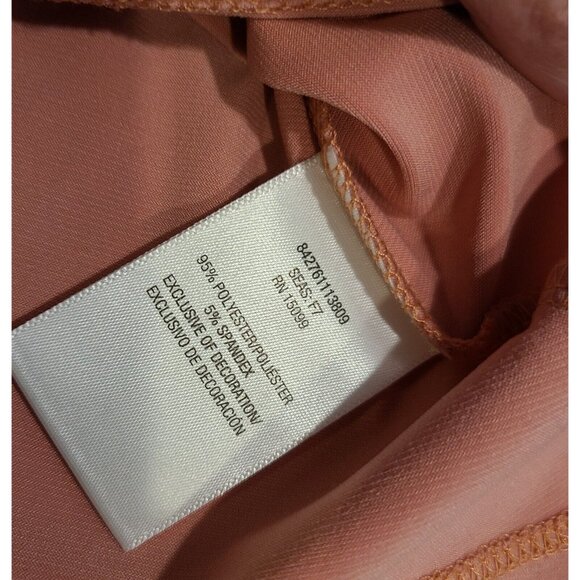 842761113809
SEAS: F7
RN 15099
95% POLYESTER/POLIÉSTER
5% SPANDEX
EXCLUSIVE OF DECORATION/
EXCLUSIVO DE DECORACIÓN